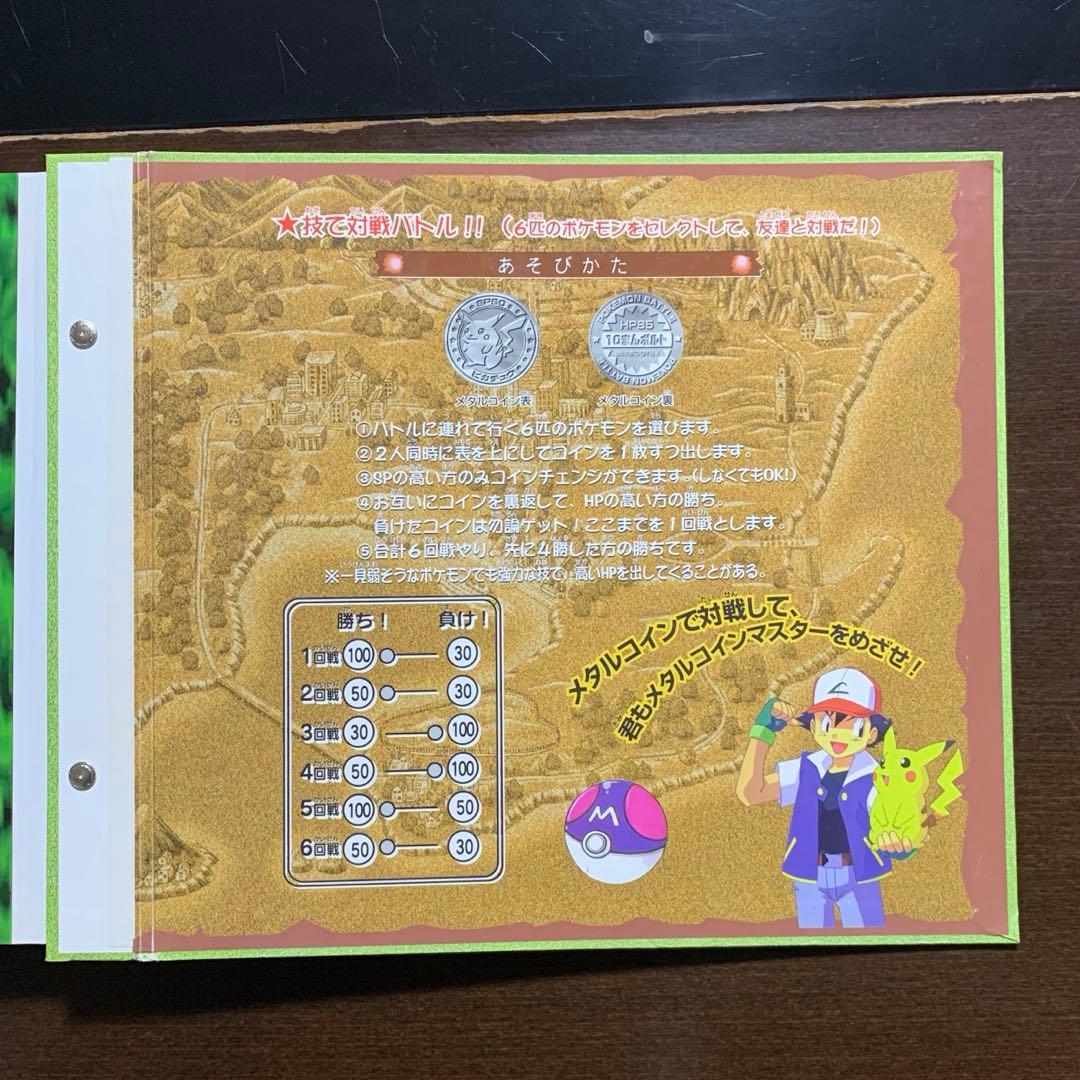 ★技で対戦バトル!!（6匹のポケモンをセレクトして、友達と対戦だ!）
あそびかた
SP60
ピカチュウ
POKEMON BATTLE
HP85
10まんボルト
POKEMON BATTLE
メタルコイン表
メタルコイン裏
①バトルに連れて行く6匹のポケモンを選びます。
②2人同時に表を上にしてコインを1枚ずつ出します。
③SPの高い方のみコインチェンジができます。(しなくてもOK!)
④お互いにコインを裏返して、HPの高い方の勝ち。
負けたコインは勿論ゲット!ここまでを1回戦とします。
⑤合計6回戦やり、先に4勝した方の勝ちです。
※一見弱そうなポケモンでも強力な技で、高いHPを出してくることがある。
勝ち! 負け!
1回戦 100 30
2回戦 50 30
3回戦 30 100
4回戦 50 100
5回戦 100 50
6回戦 50 30
メタルコインで対戦して、
君もメタルコインマスターをめざせ!
M